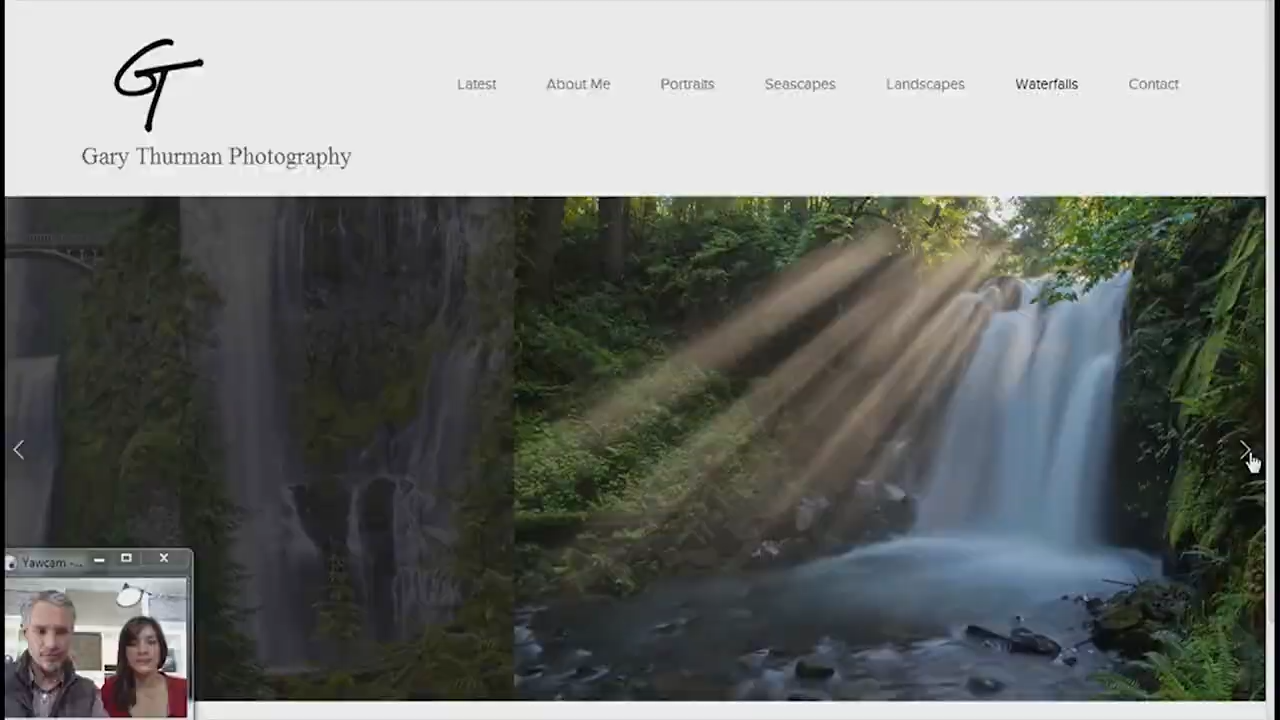 GT
Latest About Me Portraits Seascapes Landscapes Waterfalls Contact
Gary Thurman Photography
Yawcam -...